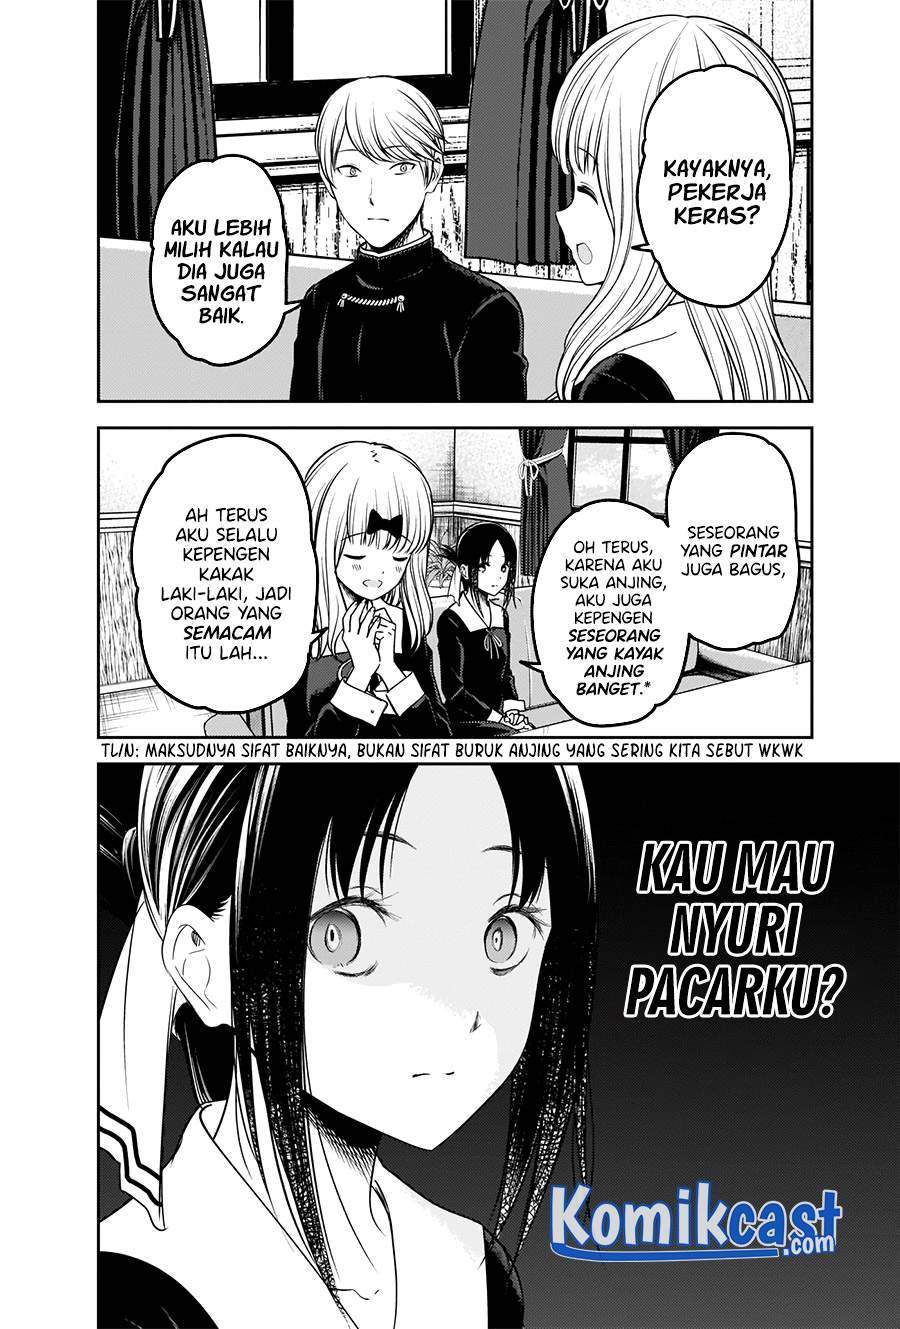 KAYAKNYA,
PEKERJA
KERAS?
AKU LEBIH
MILIH KALAU
DIA JUGA
SANGAT
BAIK.
SESEORANG
YANG PINTAR
JUGA BAGUS,
OH TERUS,
KARENA AKU
SUKA ANJING,
AKU JUGA
KEPENGEN
SESEORANG
YANG KAYAK
ANJING
BANGET.*
AH TERUS
AKU SELALU
KEPENGEN
KAKAK
LAKI-LAKI, JADI
ORANG YANG
SEMACAM
ITU LAH...
TL/N: MAKSUDNYA SIFAT BAIKNYA, BUKAN SIFAT BURUK ANJING YANG SERING KITA SEBUT WKWK
KAU MAU
NYURI
PACARKU?
Komikcast
.com